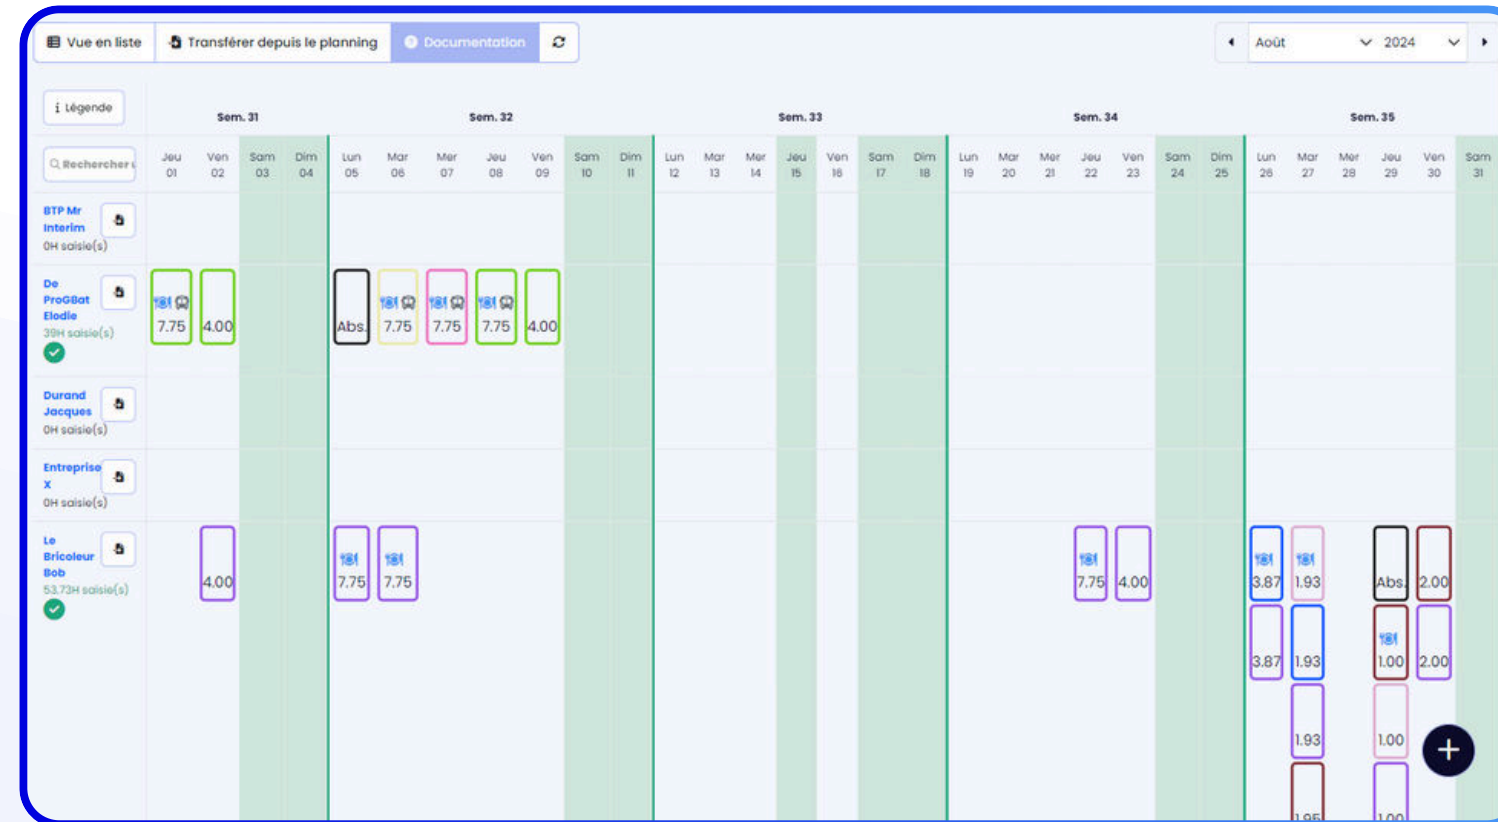 Vue en liste Transférer depuis le planning Documentation Août 2024
i Légende Sem. 31 Sem. 32 Sem. 33 Sem. 34 Sem. 35
Rechercher Jeu Ven Sam Dim Lun Mar Mer Jeu Ven Sam Dim Lun Mar Mer Jeu Ven Sam Dim Lun Mar Mer Jeu Ven Sam Dim Lun Mar Mer Jeu Ven Sam
01 02 03 04 05 06 07 08 09 10 11 12 13 14 15 16 17 18 19 20 21 22 23 24 25 26 27 28 29 30 31
BTP Mr
Interim
0H saisie(s)
De
ProGBat
Elodie
39H saisie(s)
7.75 4.00 Abs. 7.75 7.75 7.75 4.00
Durand
Jacques
0H saisie(s)
Entreprise
X
0H saisie(s)
Le
Bricoleur
Bob
53.73H saisie(s)
4.00 7.75 7.75 7.75 4.00 3.87 1.93 Abs. 2.00
3.87 1.93 1.00 2.00
1.93 1.00
1.95 1.00